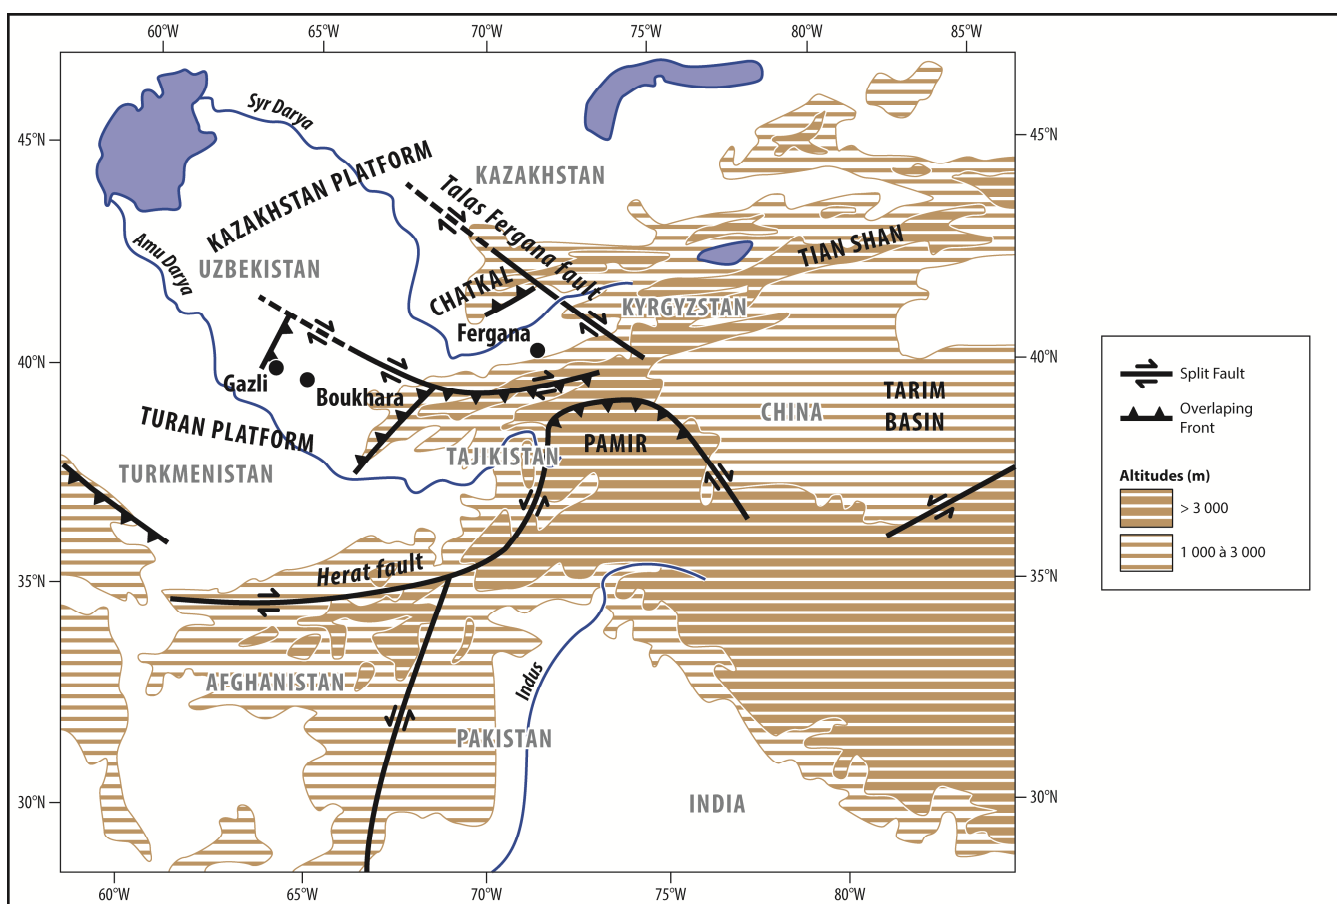 60°W 65°W 70°W 75°W 80°W 85°W
Syr Darya
45°N
45°N
KAZAKHSTAN PLATFORM
KAZAKHSTAN
Talas Fergana fault
Amu Darya
UZBEKISTAN
TIAN SHAN
CHATKAL
KYRGYZSTAN
Fergana
40°N
40°N
Gazli
Boukhara
TARIM
BASIN
CHINA
TURAN PLATFORM
PAMIR
TAJIKISTAN
TURKMENISTAN
Herat fault
35°N
35°N
AFGHANISTAN
Indus
PAKISTAN
30°N
30°N
INDIA
60°W 65°W 70°W 75°W 80°W
Split Fault
Overlaping
Front
Altitudes (m)
> 3 000
1 000 à 3 000